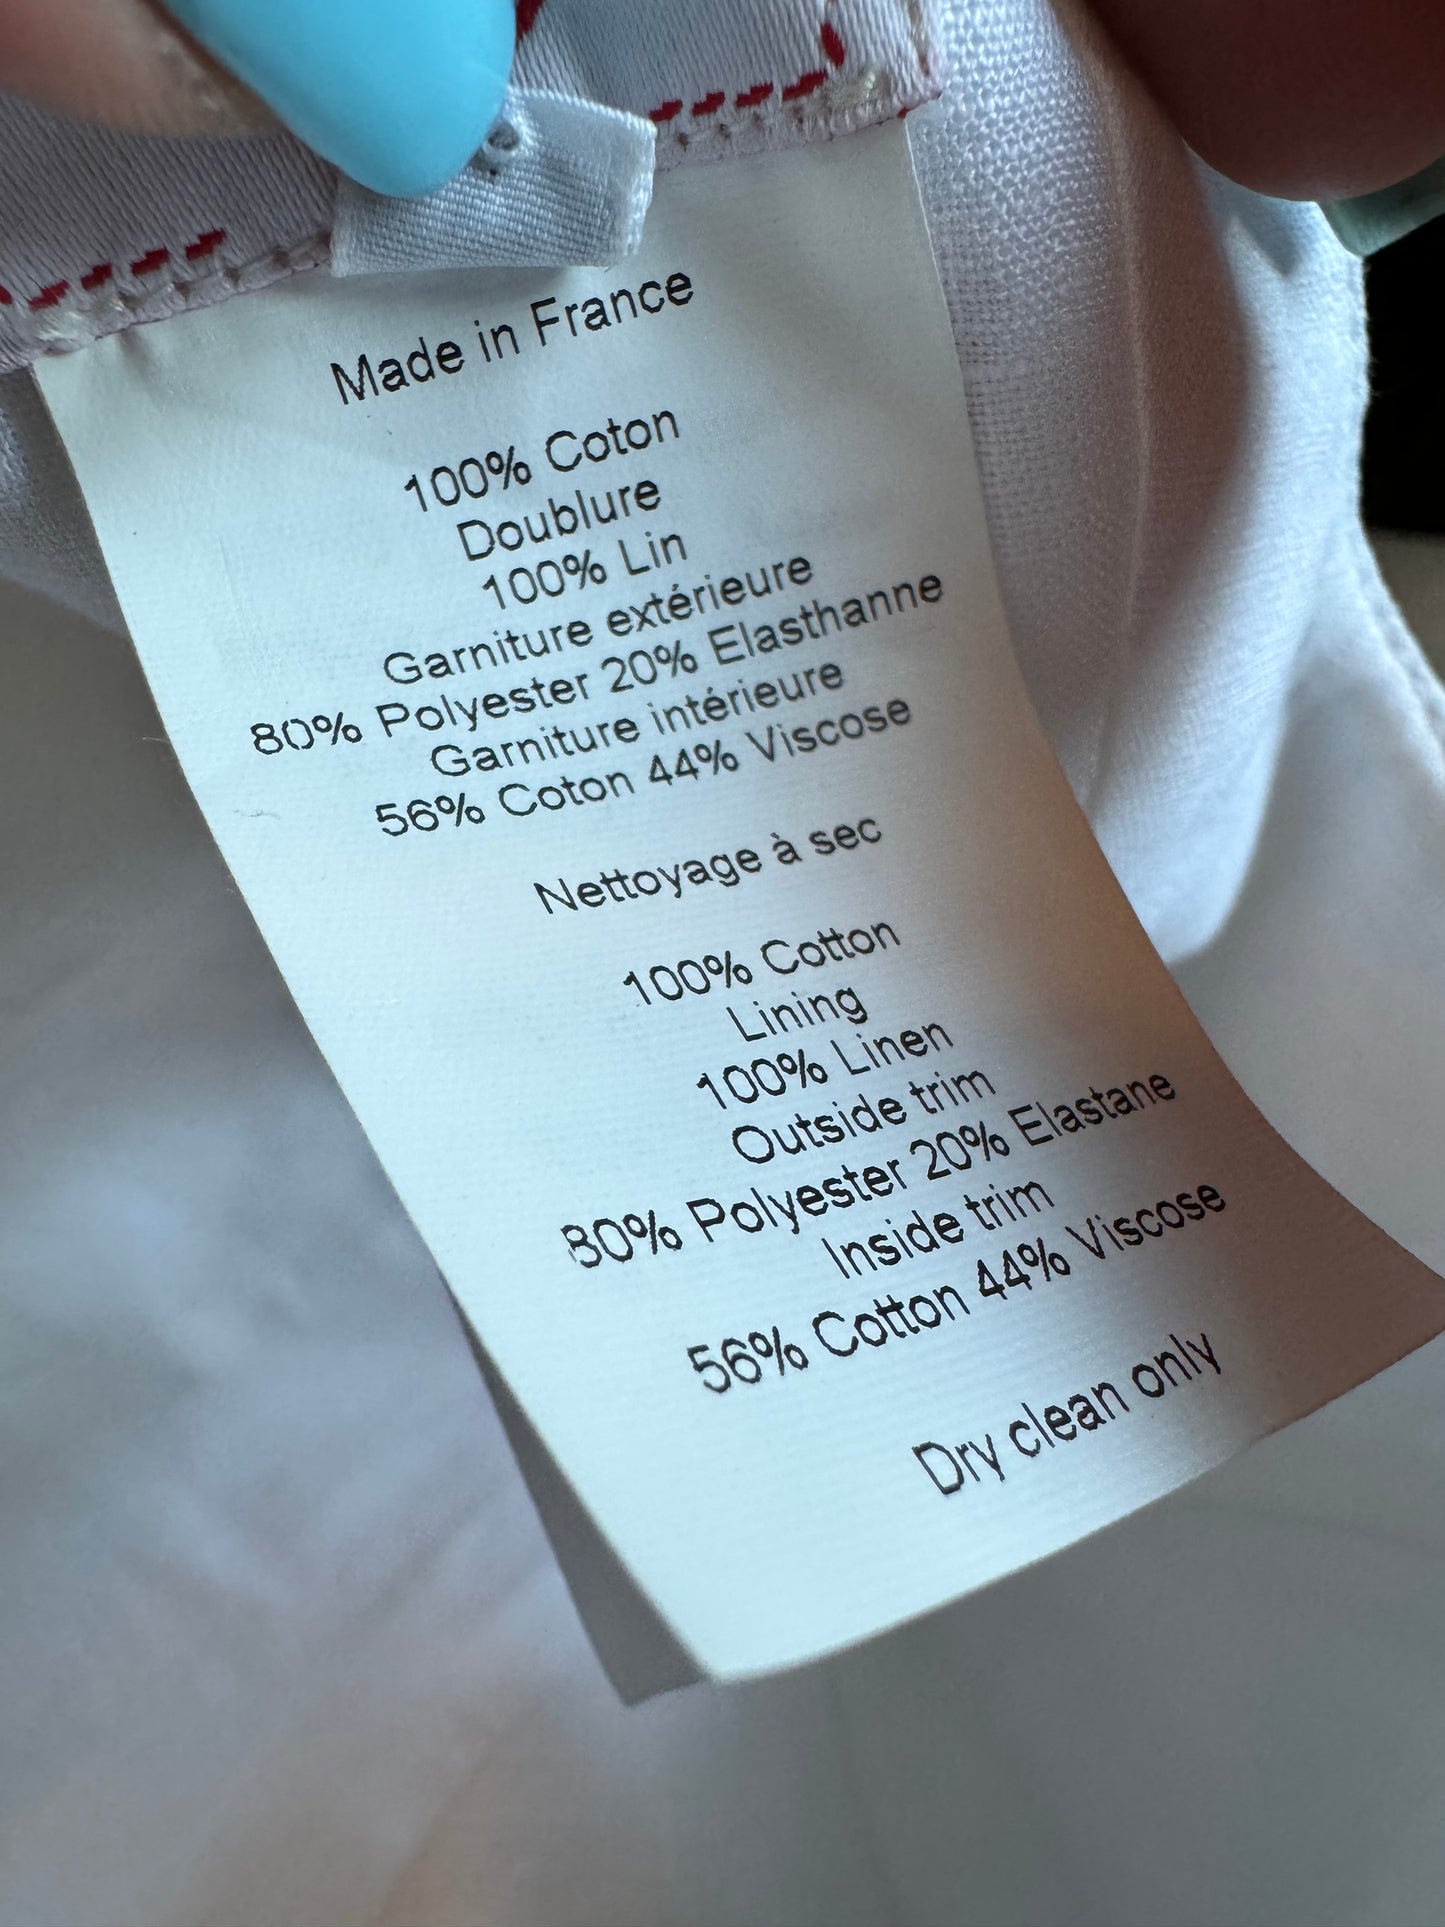 Made in France
100% Coton
Doublure
100% Lin
Garniture extérieure
80% Polyester 20% Elasthanne
Garniture intérieure
56% Coton 44% Viscose
Nettoyage à sec
100% Cotton
Lining
100% Linen
Outside trim
80% Polyester 20% Elastane
Inside trim
56% Cotton 44% Viscose
Dry clean only